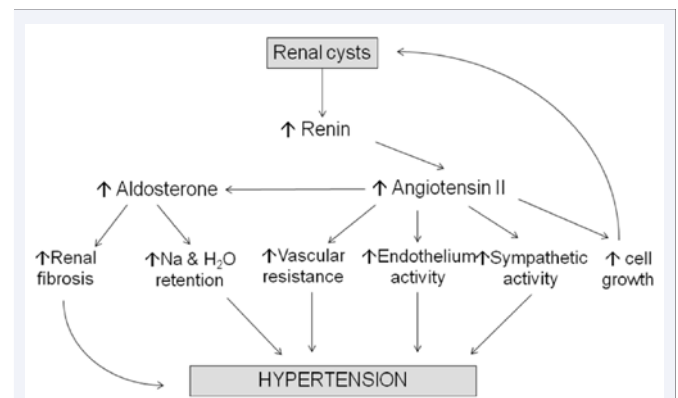 Renal cysts
↑ Renin
↑ Aldosterone
↑ Angiotensin II
↑Renal
fibrosis
↑Na & H₂O
retention
↑Vascular
resistance
↑Endothelium
activity
↑Sympathetic
activity
↑ cell
growth
HYPERTENSION